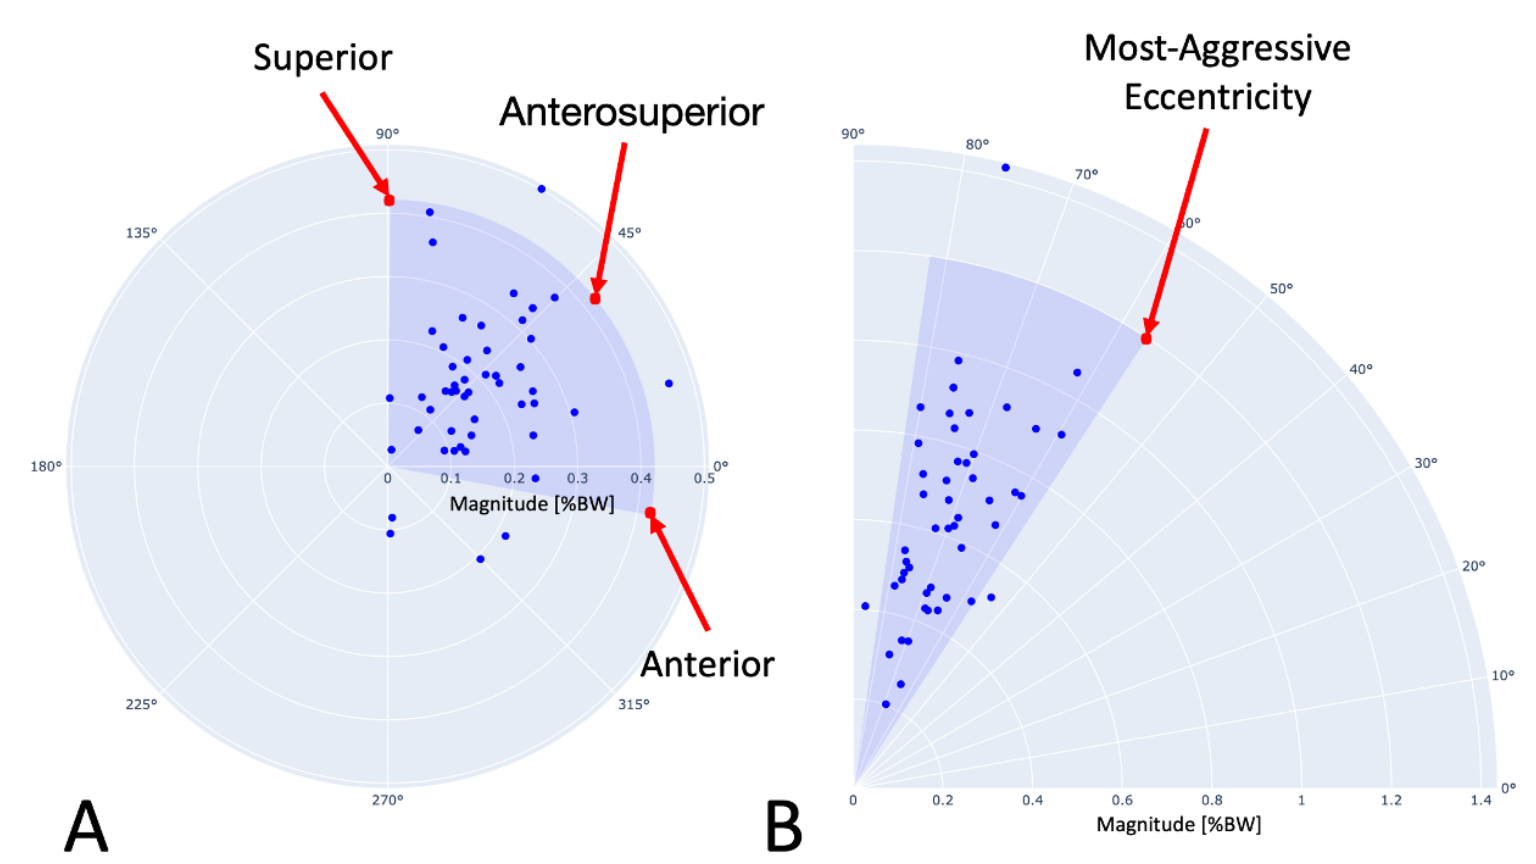 Superior
Anterosuperior
90°
135°
45°
180°
0°
0 0.1 0.2 0.3 0.4 0.5
Magnitude [%BW]
Anterior
225°
315°
270°
A
Most-Aggressive
Eccentricity
90°
80°
70°
60°
50°
40°
30°
20°
10°
0°
0 0.2 0.4 0.6 0.8 1 1.2 1.4
Magnitude [%BW]
B